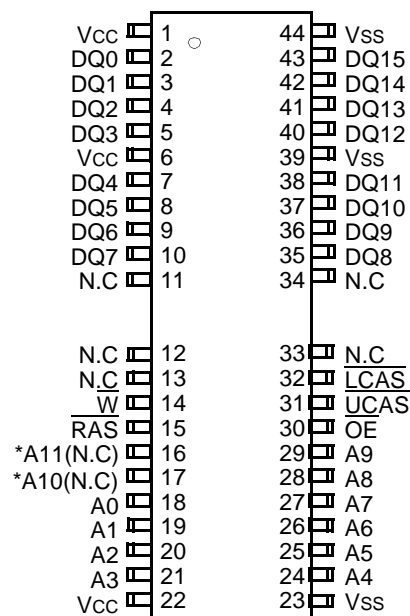 VCC 1 44 VSS
DQ0 2 43 DQ15
DQ1 3 42 DQ14
DQ2 4 41 DQ13
DQ3 5 40 DQ12
VCC 6 39 VSS
DQ4 7 38 DQ11
DQ5 8 37 DQ10
DQ6 9 36 DQ9
DQ7 10 35 DQ8
N.C 11 34 N.C
N.C 12 33 N.C
N.C 13 32 LCAS
W 14 31 UCAS
RAS 15 30 OE
*A11(N.C) 16 29 A9
*A10(N.C) 17 28 A8
A0 18 27 A7
A1 19 26 A6
A2 20 25 A5
A3 21 24 A4
VCC 22 23 VSS